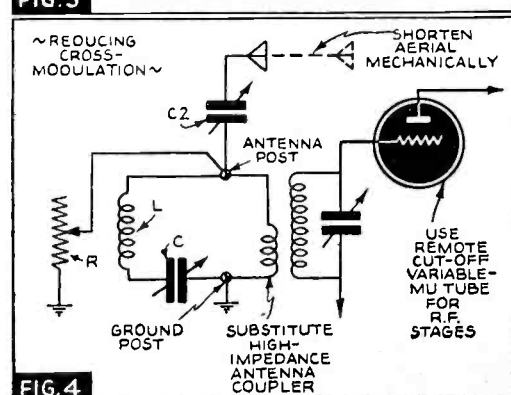 FIG.3
~REDUCING
CROSS-
MODULATION~
SHORTEN
AERIAL
MECHANICALLY
C2
ANTENNA
POST
L
C
R
GROUND
POST
SUBSTITUTE
HIGH-
IMPEDANCE
ANTENNA
COUPLER
USE
REMOTE
CUT-OFF
VARIABLE-
MU TUBE
FOR
R.F.
STAGES
FIG.4